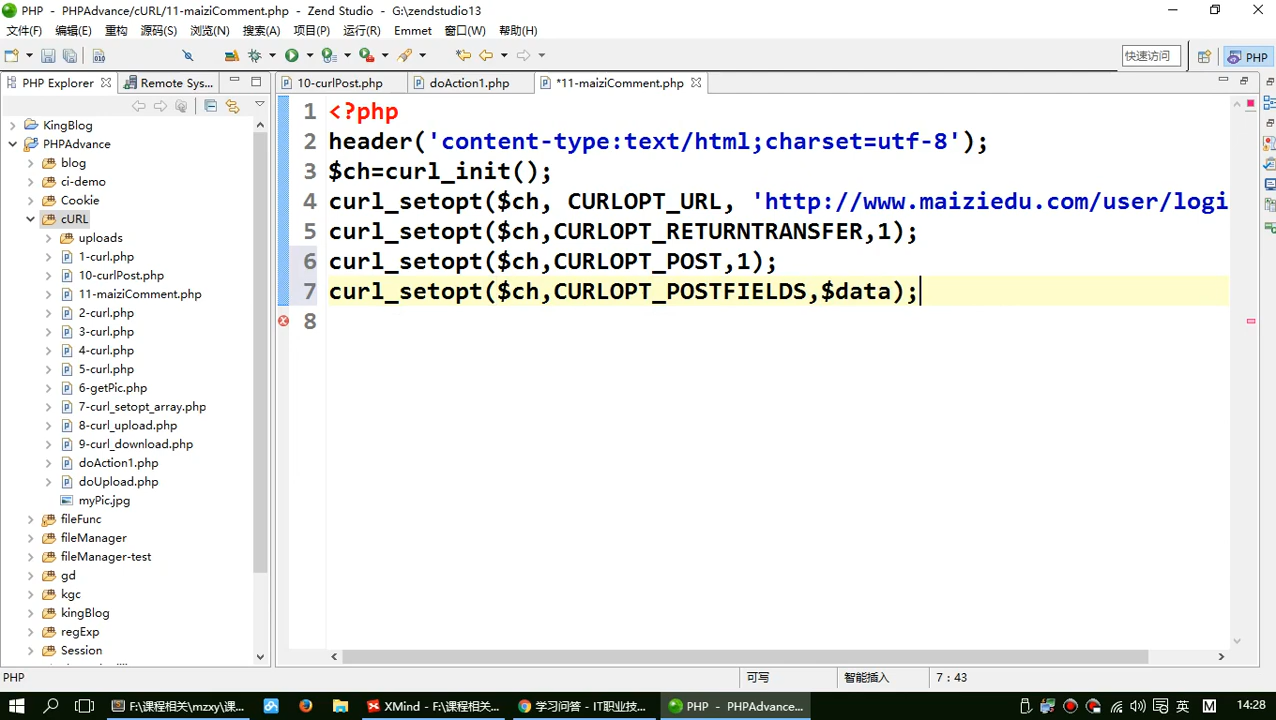 PHP - PHPAdvance/cURL/11-maiziComment.php - Zend Studio - G:\zendstudio13
文件(F) 编辑(E) 重构 源码(S) 浏览(N) 搜索(A) 项目(P) 运行(R) Emmet 窗口(W) 帮助(H)
快速访问 PHP
PHP Explorer Remote Sys... 10-curlPost.php doAction1.php *11-maiziComment.php
KingBlog
PHPAdvance
blog
ci-demo
Cookie
cURL
uploads
1-curl.php
10-curlPost.php
11-maiziComment.php
2-curl.php
3-curl.php
4-curl.php
5-curl.php
6-getPic.php
7-curl_setopt_array.php
8-curl_upload.php
9-curl_download.php
doAction1.php
doUpload.php
myPic.jpg
fileFunc
fileManager
fileManager-test
gd
kgc
kingBlog
regExp
Session
1 <?php
2 header('content-type:text/html;charset=utf-8');
3 $ch=curl_init();
4 curl_setopt($ch, CURLOPT_URL, 'http://www.maiziedu.com/user/logi
5 curl_setopt($ch,CURLOPT_RETURNTRANSFER,1);
6 curl_setopt($ch,CURLOPT_POST,1);
7 curl_setopt($ch,CURLOPT_POSTFIELDS,$data);
8
PHP 可写 智能插入 7 : 43
F:\课程相关\mzxy\课... XMind - F:\课程相关... 学习问答 - IT职业技... PHP - PHPAdvance... 英 M 14:28